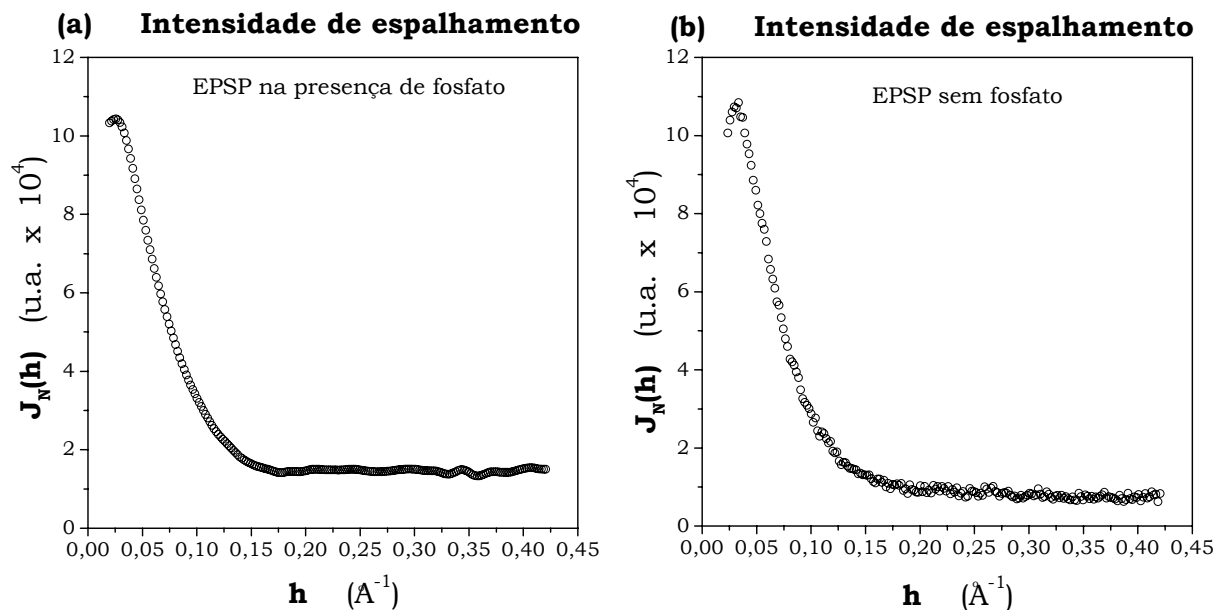 (a) Intensidade de espalhamento
EPSP na presença de fosfato
J_N(h) (u.a. x 10^4)
12
10
8
6
4
2
0
0,00 0,05 0,10 0,15 0,20 0,25 0,30 0,35 0,40 0,45
h (Å^-1)
(b) Intensidade de espalhamento
EPSP sem fosfato
J_N(h) (u.a. x 10^4)
12
10
8
6
4
2
0
0,00 0,05 0,10 0,15 0,20 0,25 0,30 0,35 0,40 0,45
h (Å^-1)